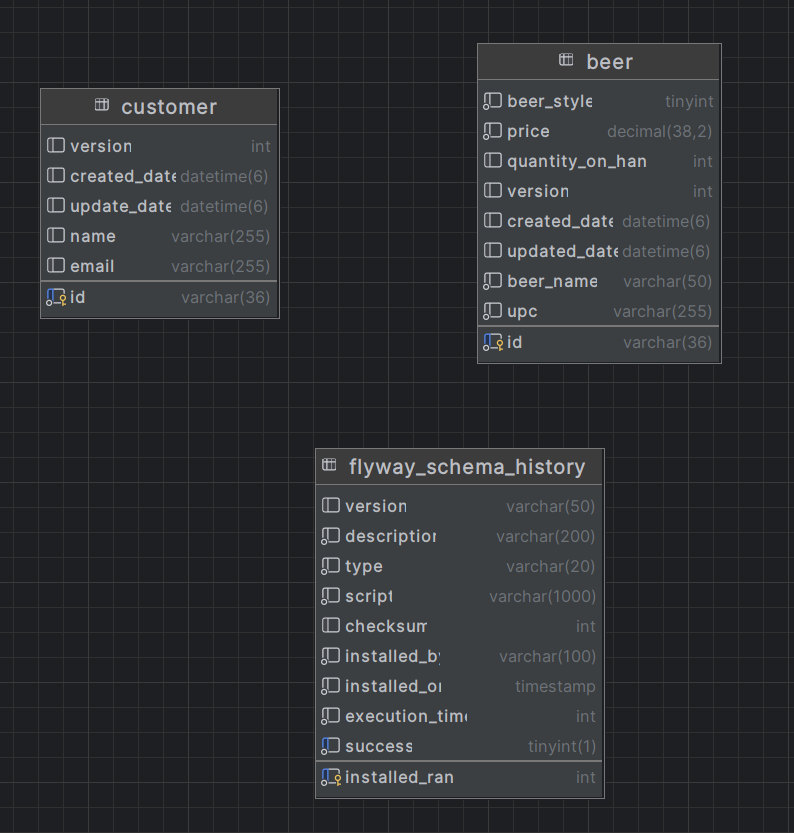 customer
version int
created_date datetime(6)
update_date datetime(6)
name varchar(255)
email varchar(255)
id varchar(36)
beer
beer_style tinyint
price decimal(38,2)
quantity_on_han int
version int
created_date datetime(6)
updated_date datetime(6)
beer_name varchar(50)
upc varchar(255)
id varchar(36)
flyway_schema_history
version varchar(50)
description varchar(200)
type varchar(20)
script varchar(1000)
checksum int
installed_by varchar(100)
installed_on timestamp
execution_time int
success tinyint(1)
installed_ran int